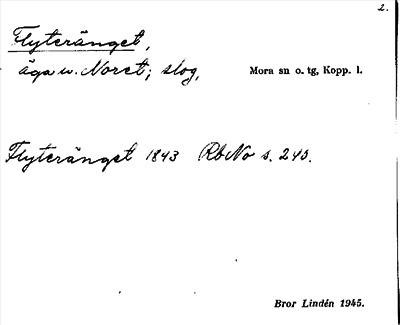 2.
Flyteränget,
äga u. Noret; slog, Mora sn o. tg, Kopp. l.
Flyteränget 1843 RbNo s. 245.
Bror Lindén 1945.